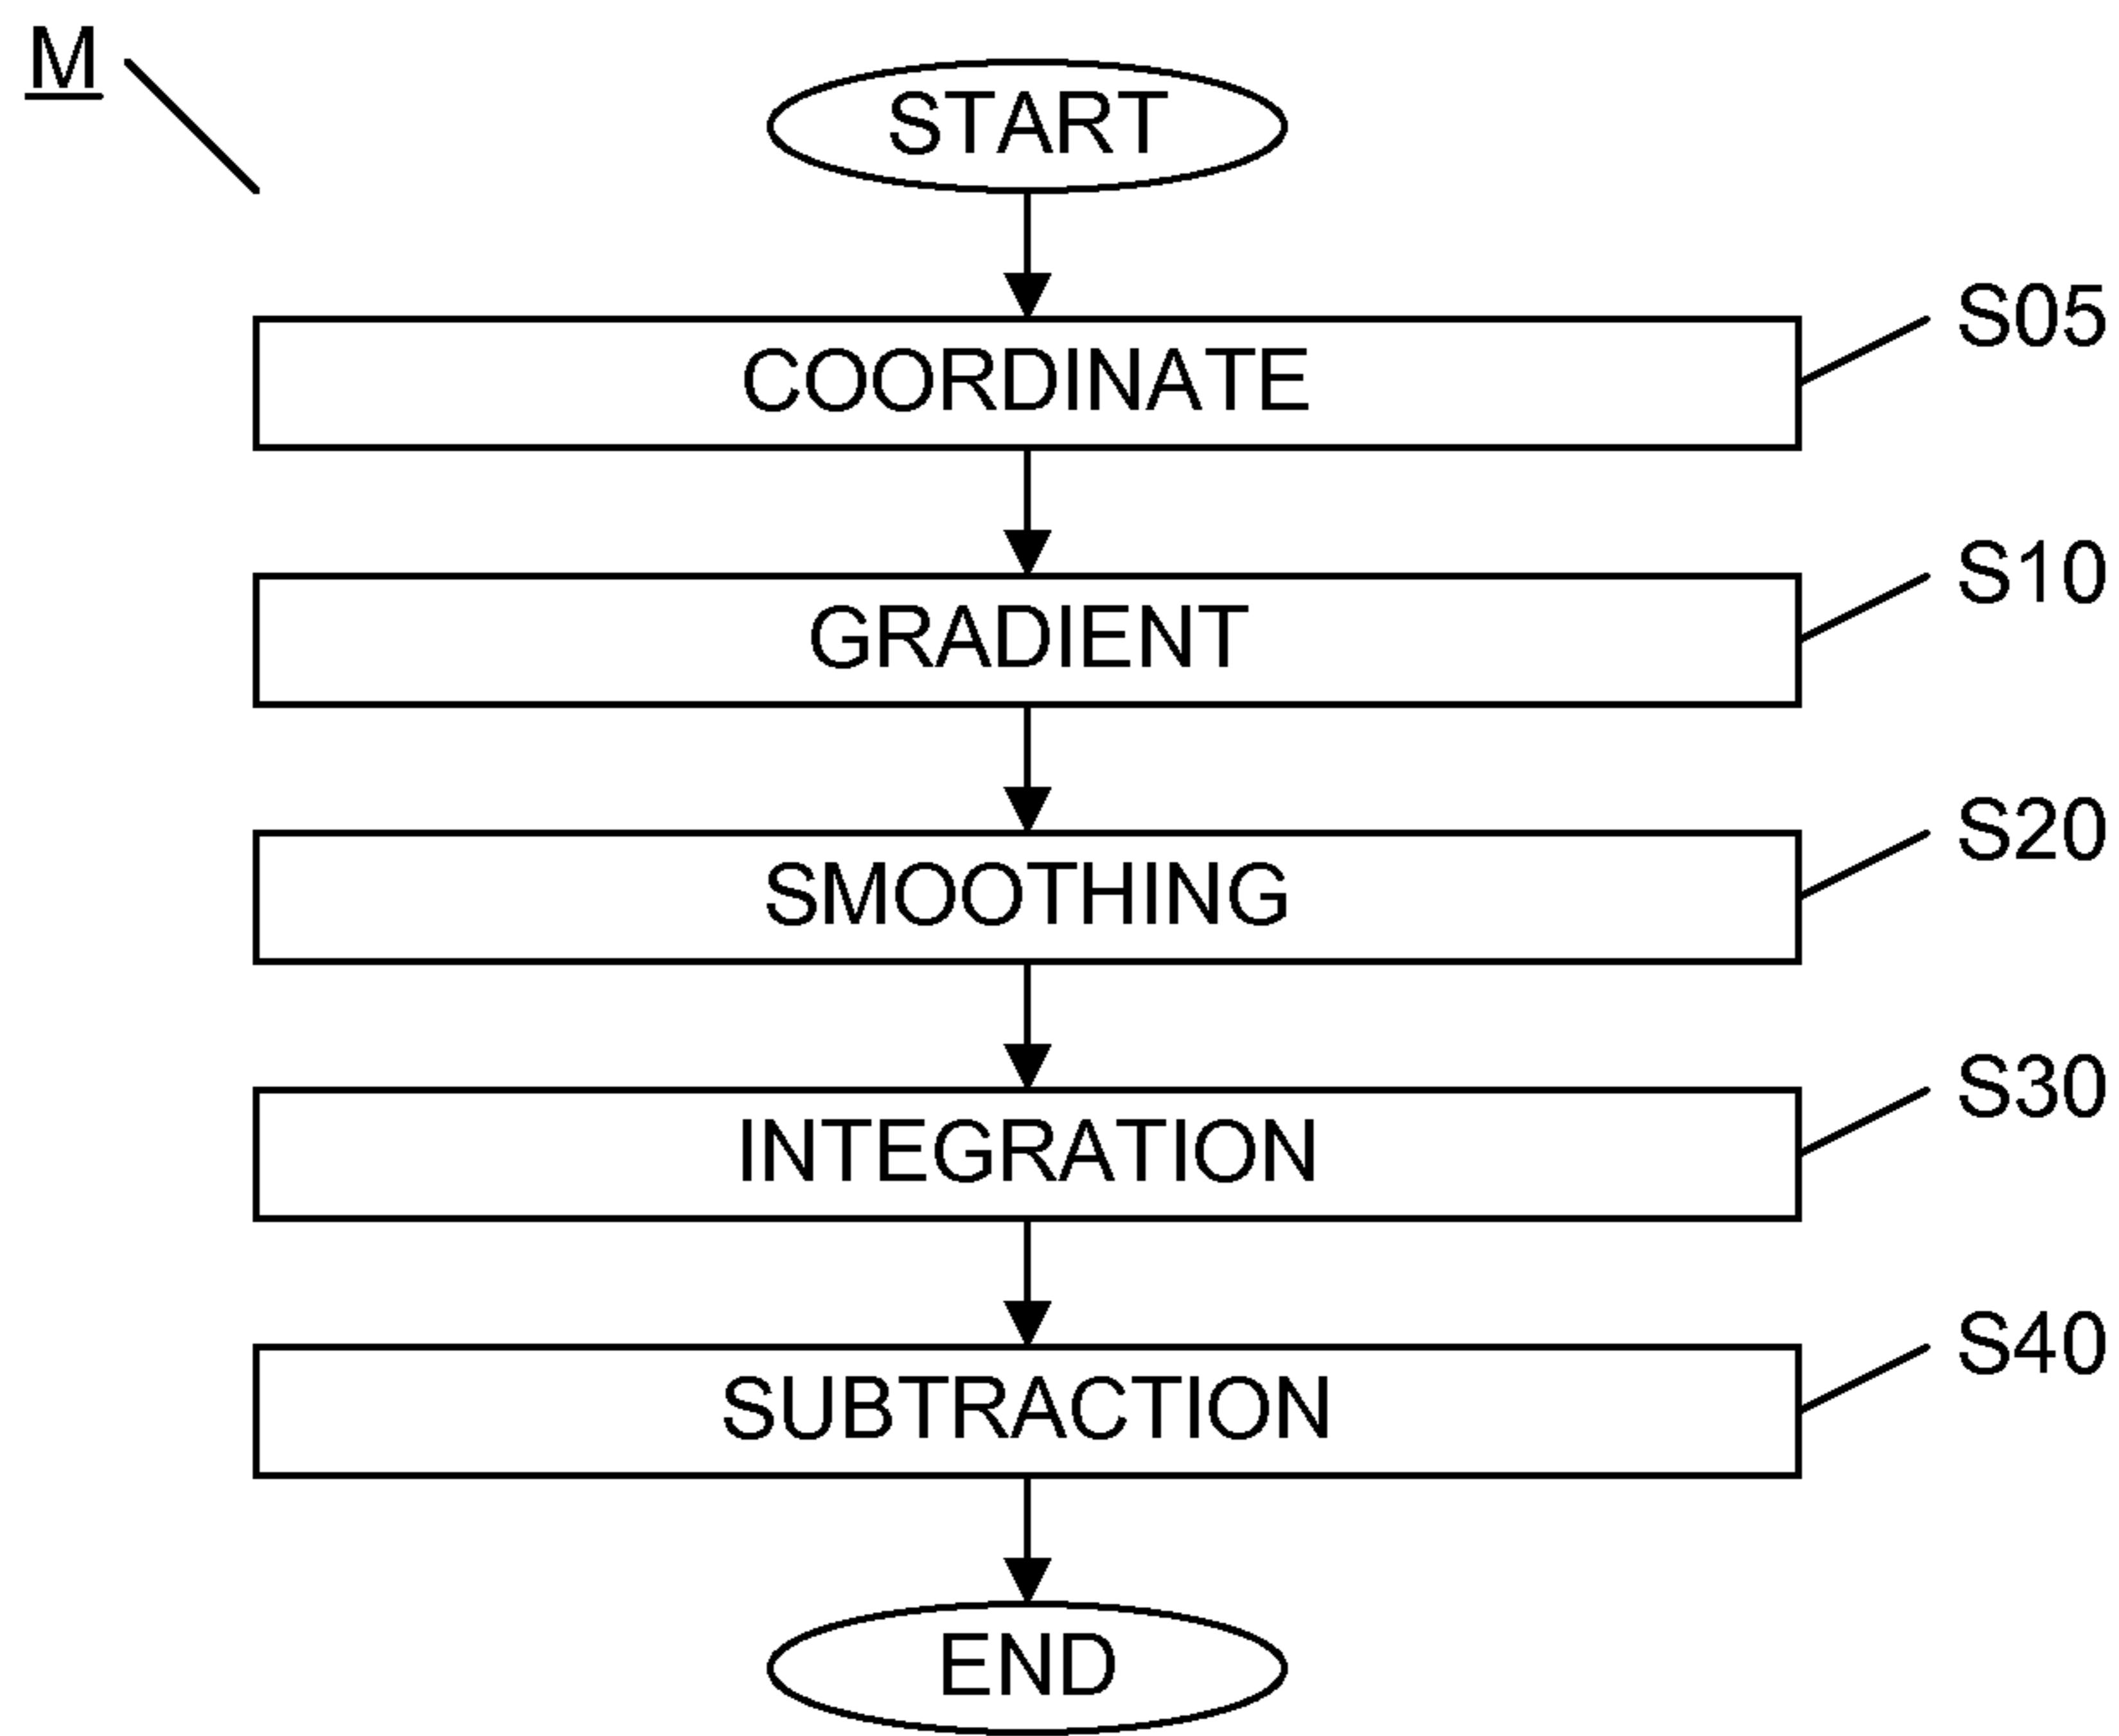 M
START
COORDINATE
S05
GRADIENT
S10
SMOOTHING
S20
INTEGRATION
S30
SUBTRACTION
S40
END